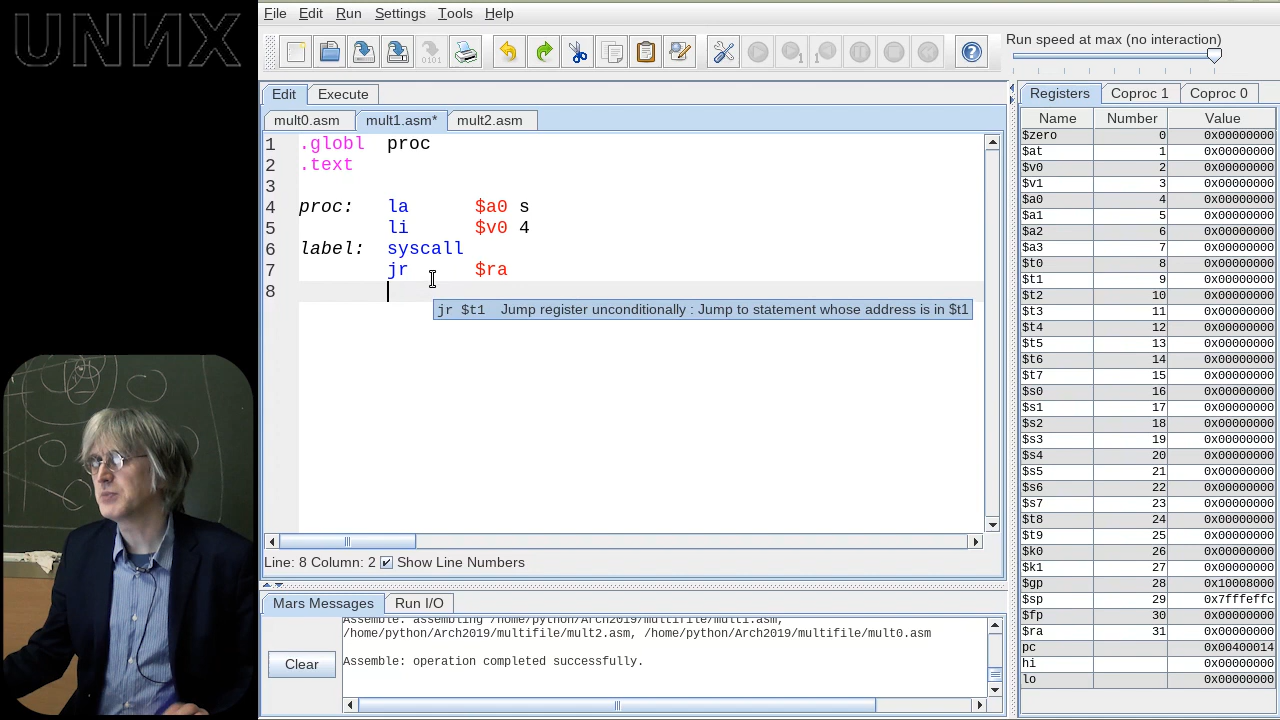 UNИX
File Edit Run Settings Tools Help
Run speed at max (no interaction)
Edit Execute
mult0.asm mult1.asm* mult2.asm
1 .globl proc
2 .text
3
4 proc: la $a0 s
5 li $v0 4
6 label: syscall
7 jr $ra
8
jr $t1 Jump register unconditionally : Jump to statement whose address is in $t1
Line: 8 Column: 2 Show Line Numbers
Mars Messages Run I/O
Clear
Assemble: assembling /home/python/Arch2019/multifile/mult1.asm,
/home/python/Arch2019/multifile/mult2.asm, /home/python/Arch2019/multifile/mult0.asm
Assemble: operation completed successfully.
Registers Coproc 1 Coproc 0
Name Number Value
$zero 0 0x00000000
$at 1 0x00000000
$v0 2 0x00000000
$v1 3 0x00000000
$a0 4 0x00000000
$a1 5 0x00000000
$a2 6 0x00000000
$a3 7 0x00000000
$t0 8 0x00000000
$t1 9 0x00000000
$t2 10 0x00000000
$t3 11 0x00000000
$t4 12 0x00000000
$t5 13 0x00000000
$t6 14 0x00000000
$t7 15 0x00000000
$s0 16 0x00000000
$s1 17 0x00000000
$s2 18 0x00000000
$s3 19 0x00000000
$s4 20 0x00000000
$s5 21 0x00000000
$s6 22 0x00000000
$s7 23 0x00000000
$t8 24 0x00000000
$t9 25 0x00000000
$k0 26 0x00000000
$k1 27 0x00000000
$gp 28 0x10008000
$sp 29 0x7fffeffc
$fp 30 0x00000000
$ra 31 0x00000000
pc 0x00400014
hi 0x00000000
lo 0x00000000